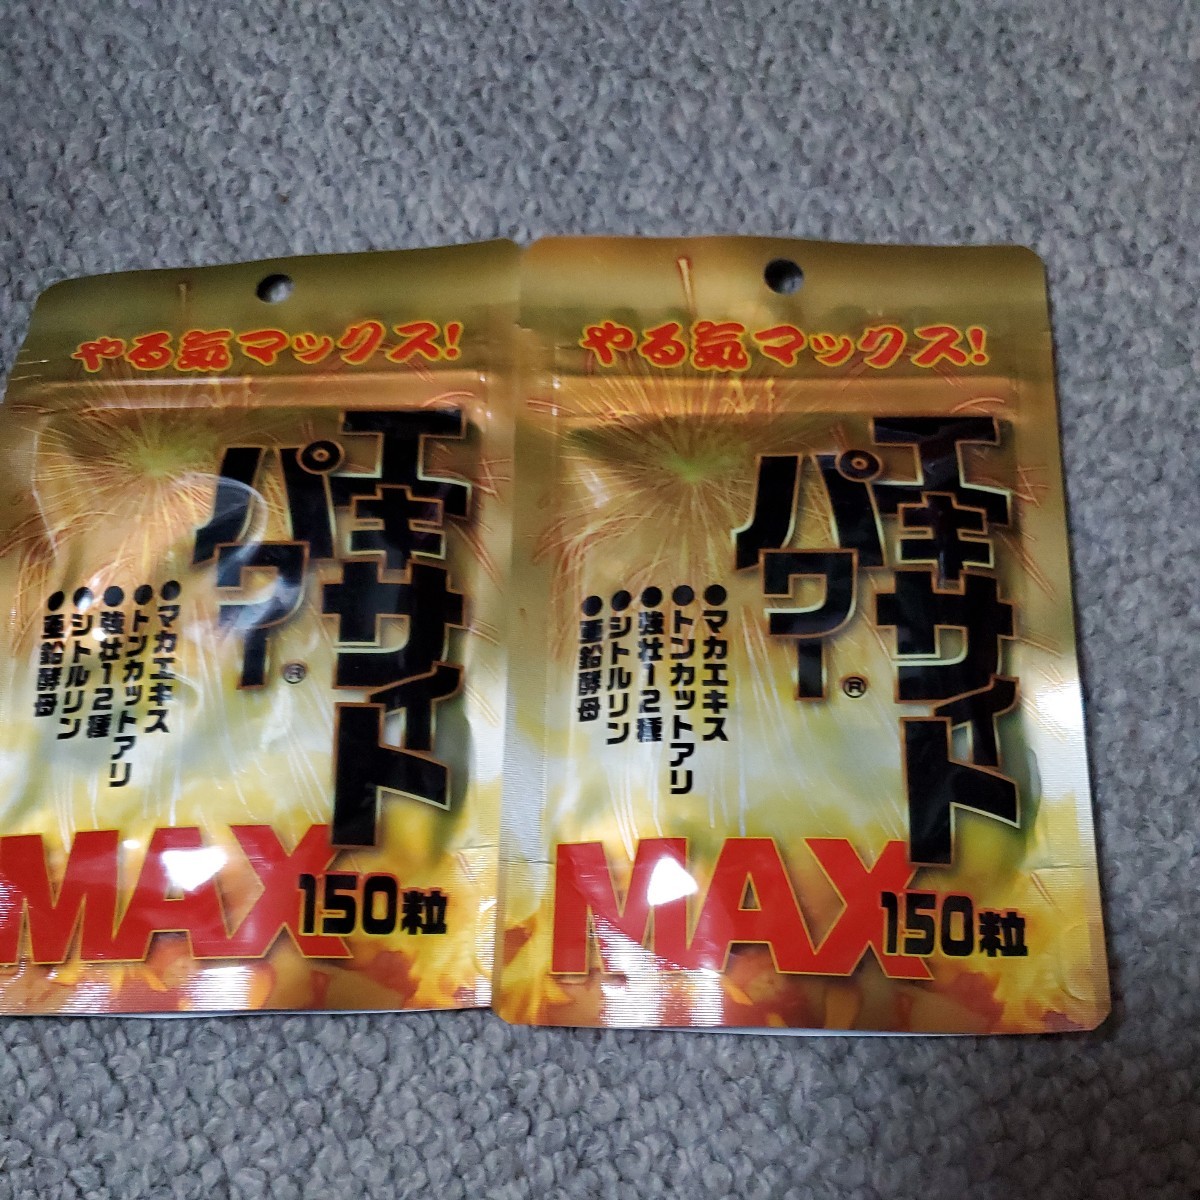 やる気マックス!
エキサイト
パワー®
●マカエキス
●トンカットアリ
●強壮12種
●シトルリン
●亜鉛酵母
MAX
150粒
やる気マックス!
エキサイト
パワー®
●マカエキス
●トンカットアリ
●強壮12種
●シトルリン
●亜鉛酵母
MAX
150粒